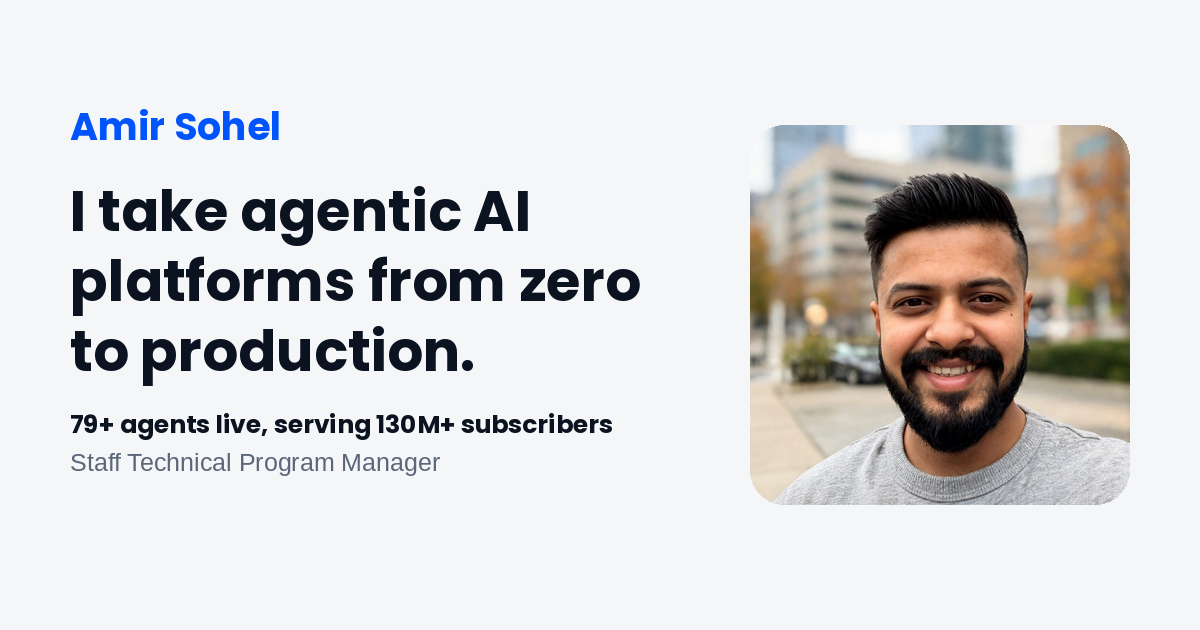 Amir Sohel
I take agentic AI
platforms from zero
to production.
79+ agents live, serving 130M+ subscribers
Staff Technical Program Manager